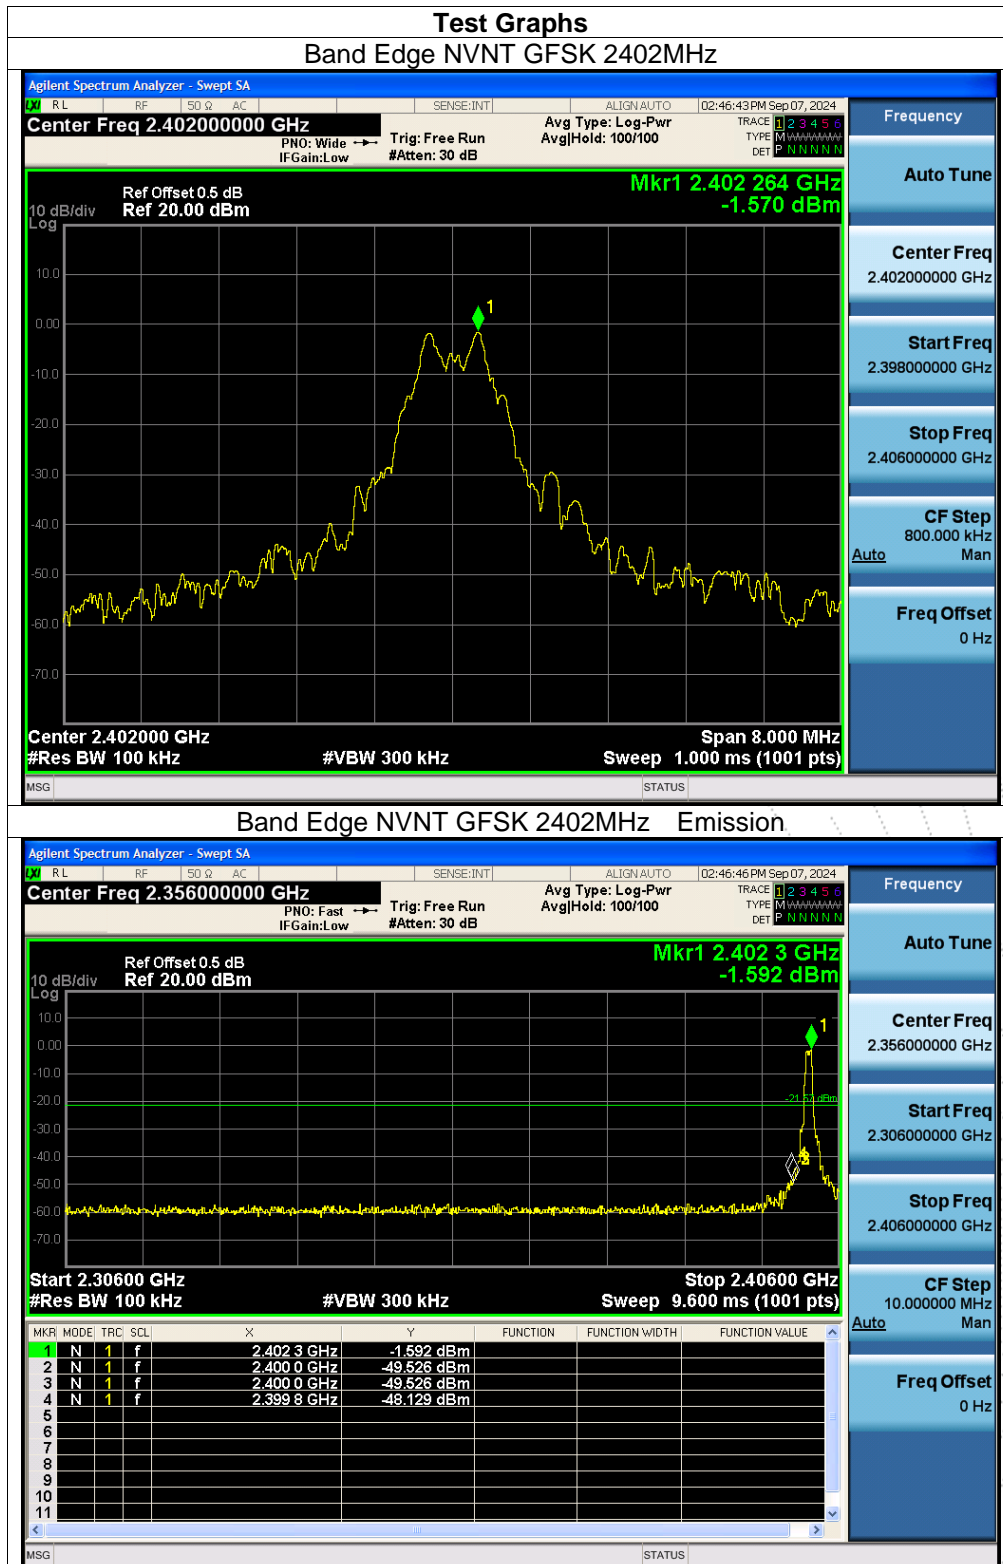 Test Graphs
Band Edge NVNT GFSK 2402MHz
Agilent Spectrum Analyzer - Swept SA
LXI RL RF 50 Ω AC SENSE:INT ALIGNAUTO 02:46:43 PM Sep 07, 2024
Center Freq 2.402000000 GHz
PNO: Wide
IFGain:Low
Trig: Free Run
#Atten: 30 dB
Avg Type: Log-Pwr
Avg|Hold: 100/100
TRACE 1 2 3 4 5 6
TYPE M W W W W W
DET P N N N N N
Frequency
Auto Tune
Center Freq
2.402000000 GHz
Start Freq
2.398000000 GHz
Stop Freq
2.406000000 GHz
CF Step
800.000 kHz
Auto Man
Freq Offset
0 Hz
Mkr1 2.402 264 GHz
-1.570 dBm
Ref Offset 0.5 dB
10 dB/div Ref 20.00 dBm
Log
10.0
0.00
-10.0
-20.0
-30.0
-40.0
-50.0
-60.0
-70.0
1
Center 2.402000 GHz Span 8.000 MHz
#Res BW 100 kHz #VBW 300 kHz Sweep 1.000 ms (1001 pts)
MSG STATUS
Band Edge NVNT GFSK 2402MHz Emission
Agilent Spectrum Analyzer - Swept SA
LXI RL RF 50 Ω AC SENSE:INT ALIGNAUTO 02:46:46 PM Sep 07, 2024
Center Freq 2.356000000 GHz
PNO: Fast
IFGain:Low
Trig: Free Run
#Atten: 30 dB
Avg Type: Log-Pwr
Avg|Hold: 100/100
TRACE 1 2 3 4 5 6
TYPE M W W W W W
DET P N N N N N
Frequency
Auto Tune
Center Freq
2.356000000 GHz
Start Freq
2.306000000 GHz
Stop Freq
2.406000000 GHz
CF Step
10.000000 MHz
Auto Man
Freq Offset
0 Hz
Mkr1 2.402 3 GHz
-1.592 dBm
Ref Offset 0.5 dB
10 dB/div Ref 20.00 dBm
Log
10.0
0.00
-10.0
-20.0
-30.0
-40.0
-50.0
-60.0
-70.0
1
-21.57 dBm
Start 2.30600 GHz Stop 2.40600 GHz
#Res BW 100 kHz #VBW 300 kHz Sweep 9.600 ms (1001 pts)
MKR MODE TRC SCL X Y FUNCTION FUNCTION WIDTH FUNCTION VALUE
1 N 1 f 2.402 3 GHz -1.592 dBm
2 N 1 f 2.400 0 GHz -49.526 dBm
3 N 1 f 2.400 0 GHz -49.526 dBm
4 N 1 f 2.399 8 GHz -48.129 dBm
5
6
7
8
9
10
11
MSG STATUS